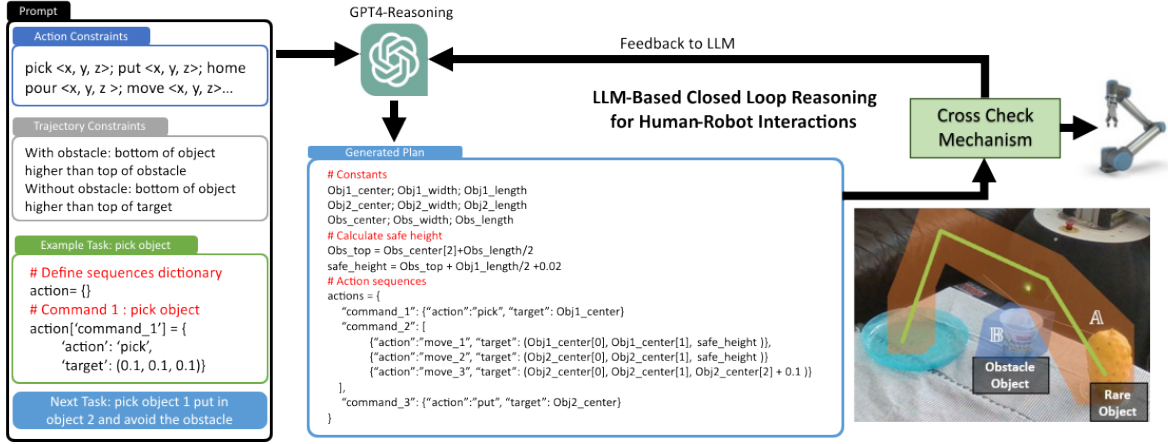 Prompt
Action Constraints
pick <x, y, z>; put <x, y, z>; home
pour <x, y, z >; move <x, y, z>...
Trajectory Constraints
With obstacle: bottom of object
higher than top of obstacle
Without obstacle: bottom of object
higher than top of target
Example Task: pick object
# Define sequences dictionary
action= {}
# Command 1 : pick object
action[‘command_1’] = {
‘action’: ‘pick’,
‘target’: (0.1, 0.1, 0.1)}
Next Task: pick object 1 put in
object 2 and avoid the obstacle
GPT4-Reasoning
Feedback to LLM
LLM-Based Closed Loop Reasoning
for Human-Robot Interactions
Cross Check
Mechanism
Generated Plan
# Constants
Obj1_center; Obj1_width; Obj1_length
Obj2_center; Obj2_width; Obj2_length
Obs_center; Obs_width; Obs_length
# Calculate safe height
Obs_top = Obs_center[2]+Obs_length/2
safe_height = Obs_top + Obj1_length/2 +0.02
# Action sequences
actions = {
“command_1”: {“action”:”pick”, “target”: Obj1_center}
“command_2”: [
{“action”:”move_1”, “target”: (Obj1_center[0], Obj1_center[1], safe_height )},
{“action”:”move_2”, “target”: (Obj2_center[0], Obj2_center[1], safe_height )}
{“action”:”move_3”, “target”: (Obj2_center[0], Obj2_center[1], Obj2_center[2] + 0.1 )}
],
“command_3”: {“action”:”put”, “target”: Obj2_center}
}
𝔸
𝔹
Obstacle
Object
Rare
Object